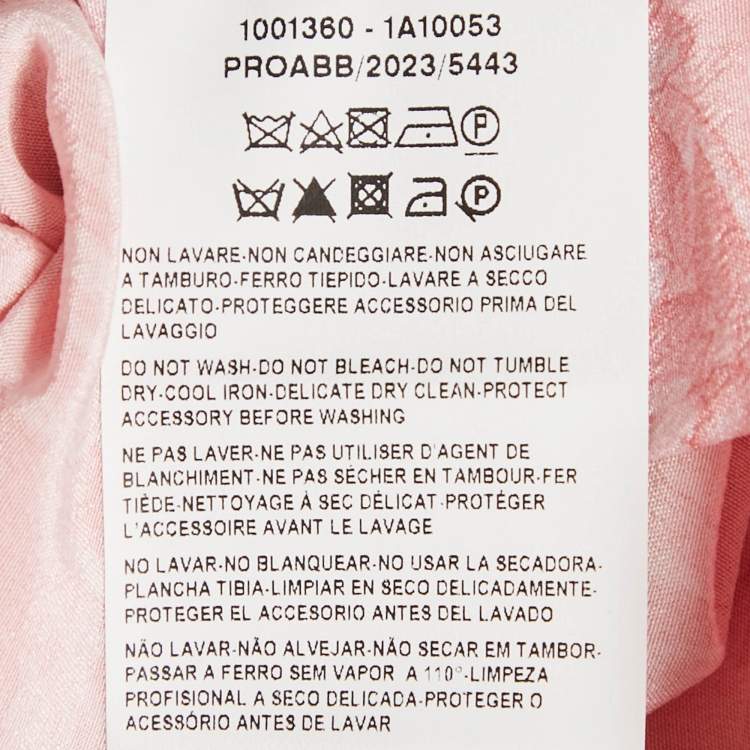 1001360 - 1A10053
PROABB/2023/5443
P
P
NON LAVARE-NON CANDEGGIARE-NON ASCIUGARE
A TAMBURO-FERRO TIEPIDO-LAVARE A SECCO
DELICATO-PROTEGGERE ACCESSORIO PRIMA DEL
LAVAGGIO
DO NOT WASH-DO NOT BLEACH-DO NOT TUMBLE
DRY-COOL IRON-DELICATE DRY CLEAN-PROTECT
ACCESSORY BEFORE WASHING
NE PAS LAVER-NE PAS UTILISER D'AGENT DE
BLANCHIMENT-NE PAS SÉCHER EN TAMBOUR-FER
TIÈDE-NETTOYAGE À SEC DÉLICAT-PROTÉGER
L'ACCESSOIRE AVANT LE LAVAGE
NO LAVAR-NO BLANQUEAR-NO USAR LA SECADORA-
PLANCHA TIBIA-LIMPIAR EN SECO DELICADAMENTE-
PROTEGER EL ACCESORIO ANTES DEL LAVADO
NÃO LAVAR-NÃO ALVEJAR-NÃO SECAR EM TAMBOR-
PASSAR A FERRO SEM VAPOR A 110°-LIMPEZA
PROFISIONAL A SECO DELICADA-PROTEGER O
ACESSÓRIO ANTES DE LAVAR